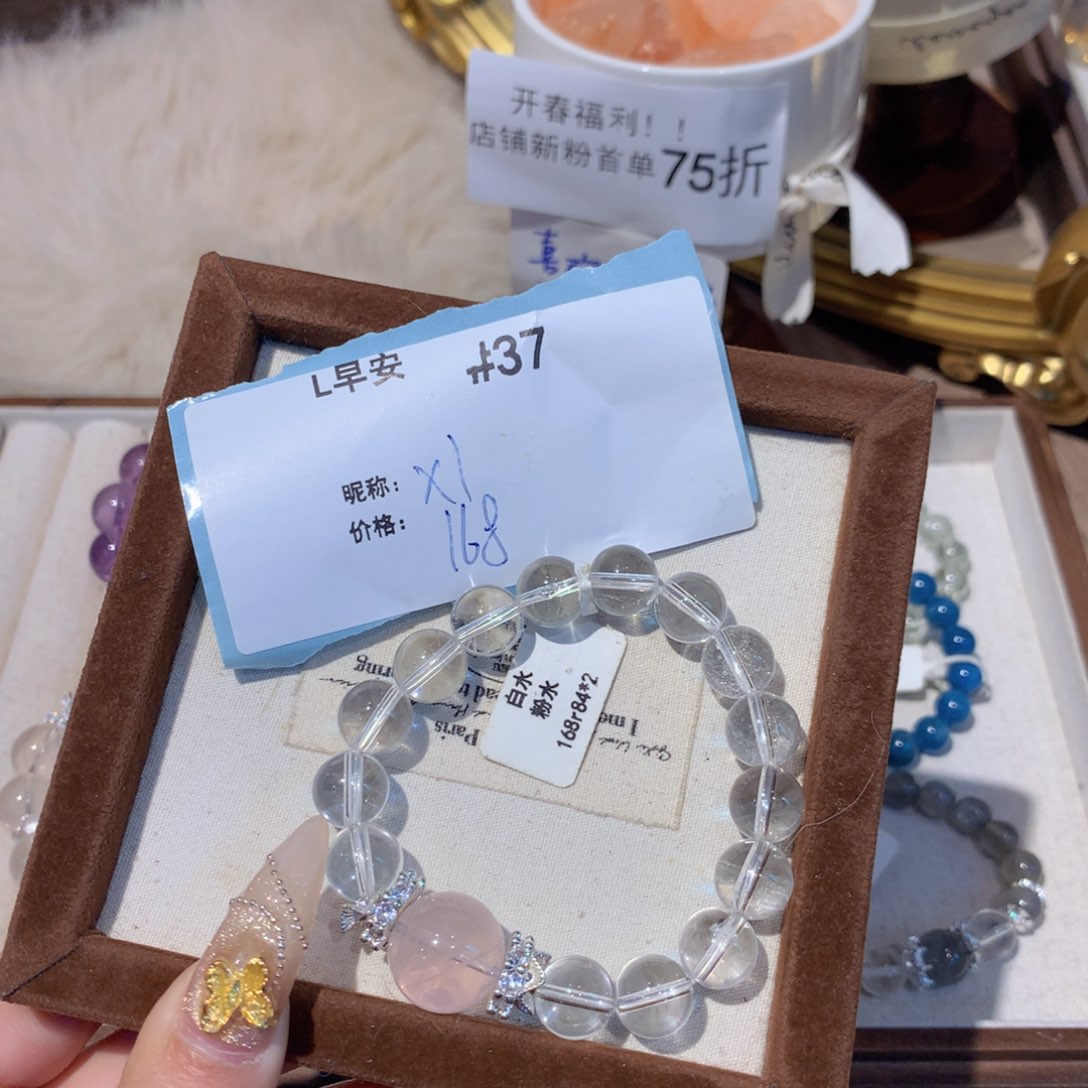 开春福利！！
店铺新粉首单75折
L早安 #37
昵称： x1
价格： 168
白水
粉水
168r84*2
Parts